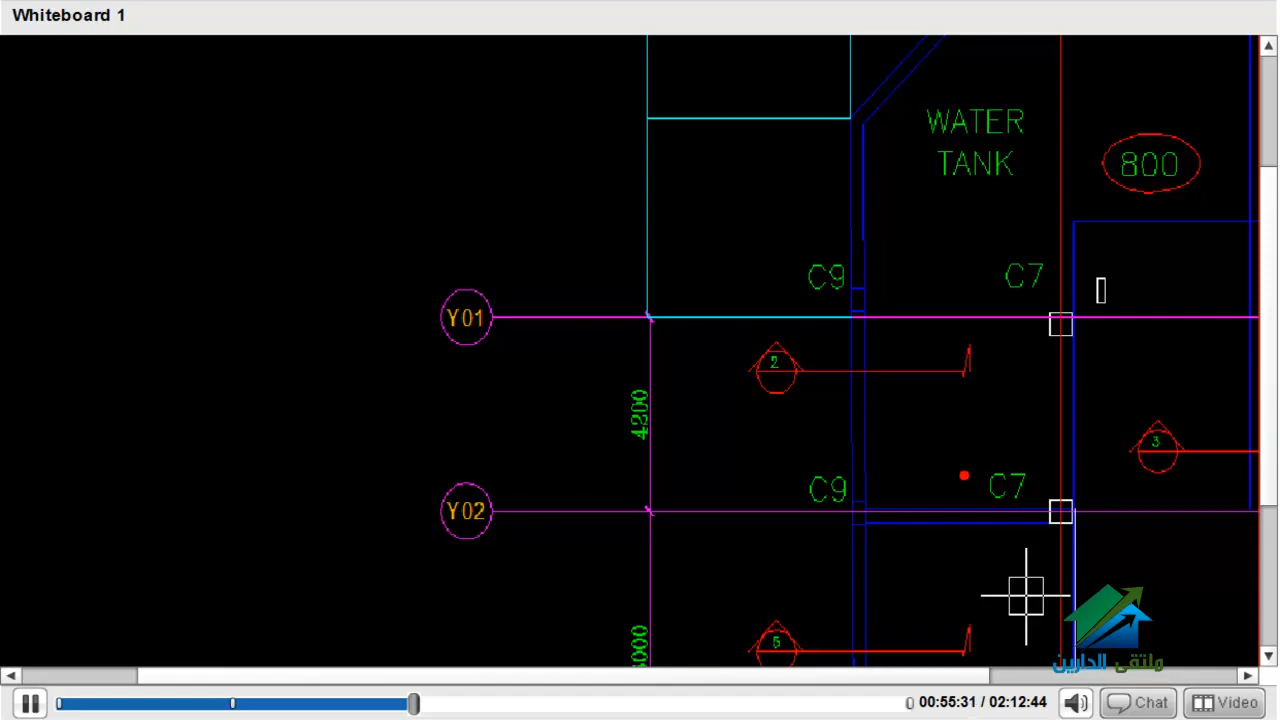 Whiteboard 1
WATER
TANK
800
C9
C7
Y01
2
4200
3
C9
C7
Y02
5
ملتقى الدارين
00:55:31 / 02:12:44
Chat
Video